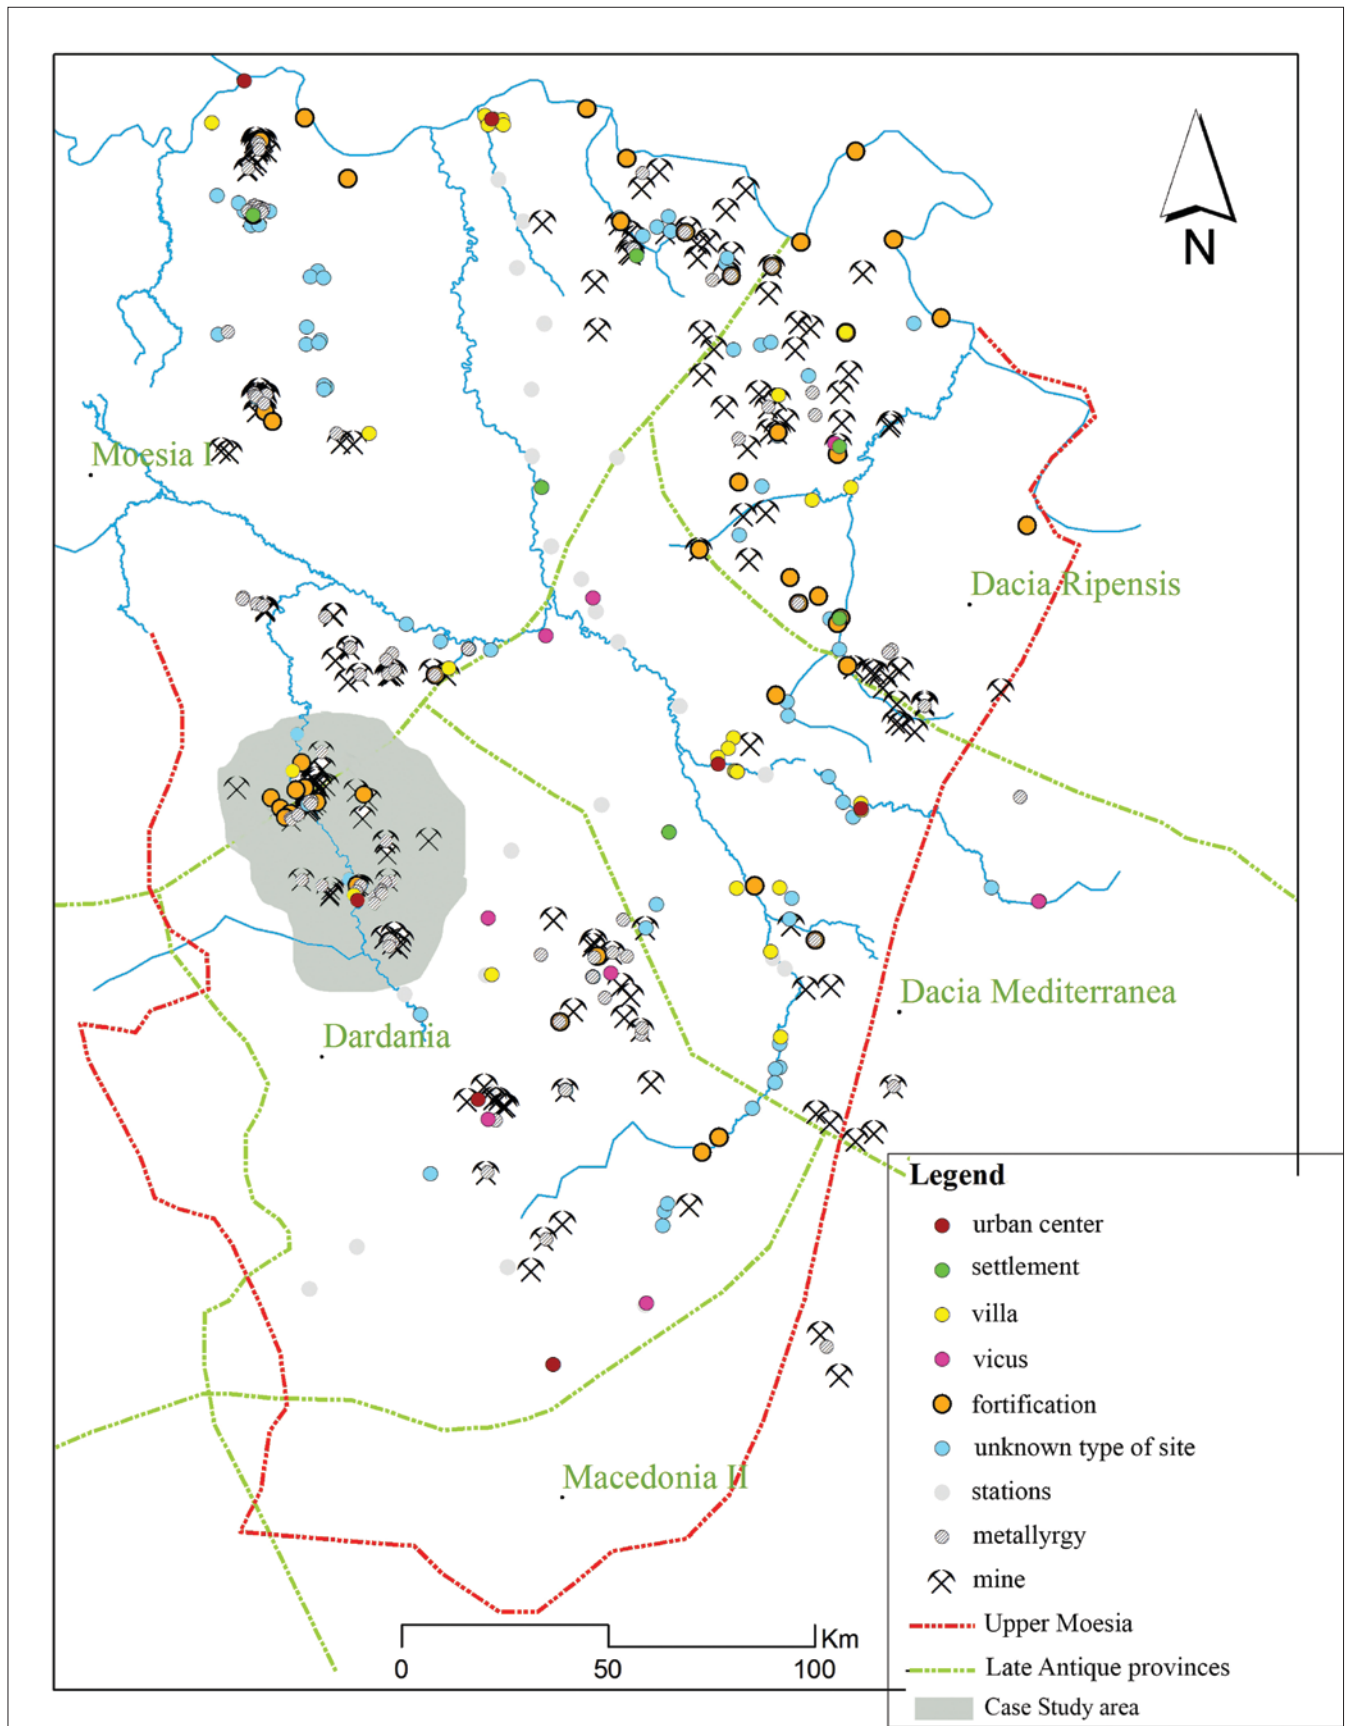 N
Moesia I
Dacia Ripensis
Dacia Mediterranea
Dardania
Macedonia II
Legend
urban center
settlement
villa
vicus
fortification
unknown type of site
stations
metallyrgy
mine
Upper Moesia
Late Antique provinces
Case Study area
Km
0 50 100